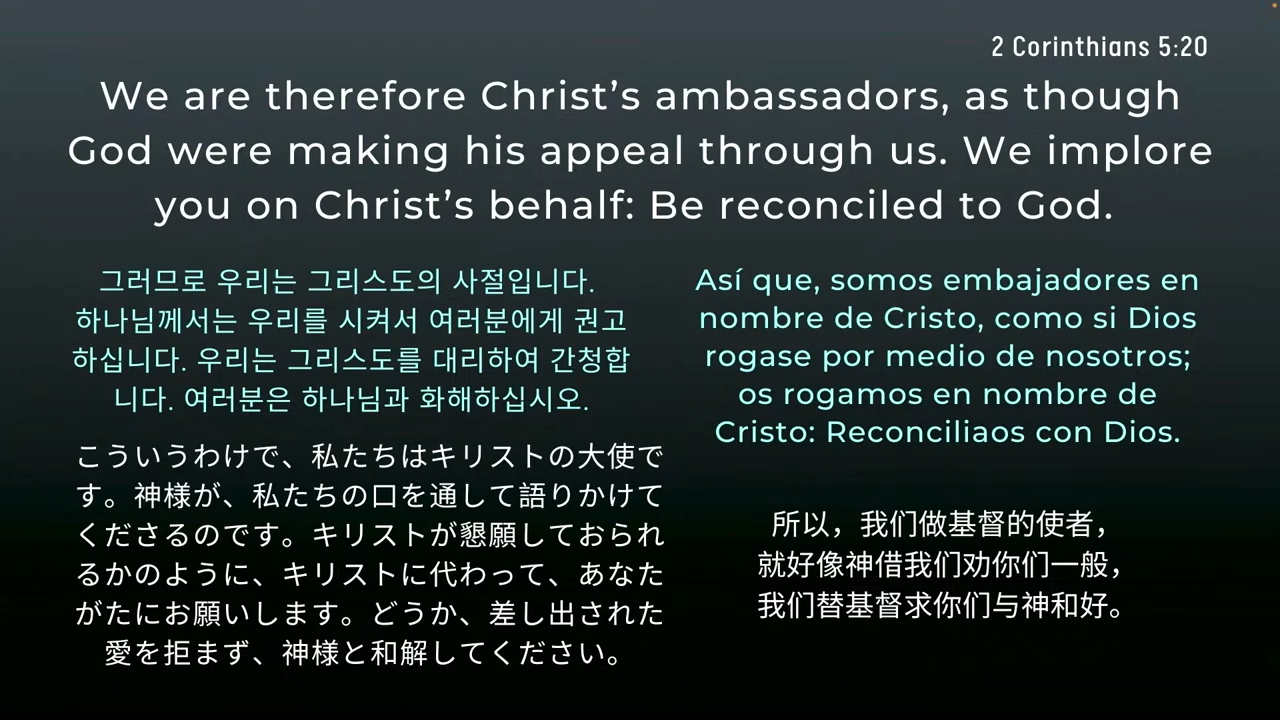 2 Corinthians 5:20
We are therefore Christ’s ambassadors, as though
God were making his appeal through us. We implore
you on Christ’s behalf: Be reconciled to God.
그러므로 우리는 그리스도의 사절입니다.
하나님께서는 우리를 시켜서 여러분에게 권고
하십니다. 우리는 그리스도를 대리하여 간청합
니다. 여러분은 하나님과 화해하십시오.
こういうわけで、私たちはキリストの大使で
す。神様が、私たちの口を通して語りかけて
くださるのです。キリストが懇願しておられ
るかのように、キリストに代わって、あなた
がたにお願いします。どうか、差し出された
愛を拒まず、神様と和解してください。
Así que, somos embajadores en
nombre de Cristo, como si Dios
rogase por medio de nosotros;
os rogamos en nombre de
Cristo: Reconciliaos con Dios.
所以，我们做基督的使者，
就好像神借我们劝你们一般，
我们替基督求你们与神和好。